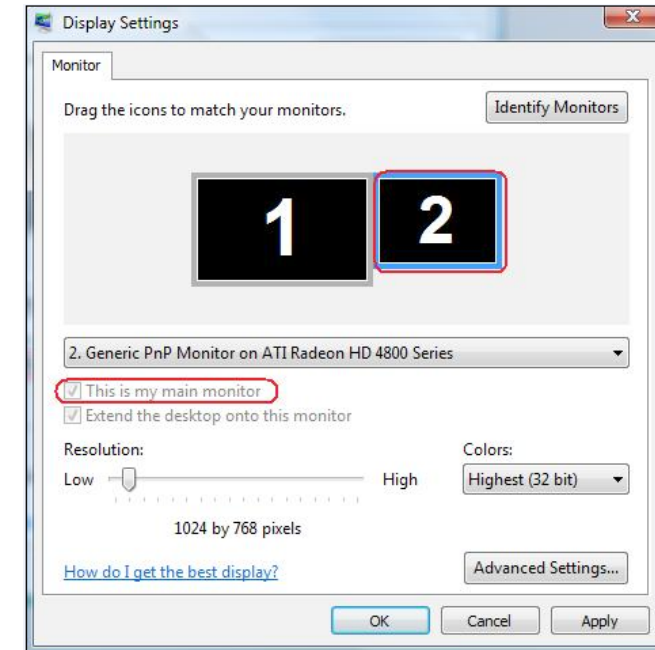 Display Settings
Monitor
Drag the icons to match your monitors.
Identify Monitors
1
2
2. Generic PnP Monitor on ATI Radeon HD 4800 Series
This is my main monitor
Extend the desktop onto this monitor
Resolution:
Colors:
Low
High
Highest (32 bit)
1024 by 768 pixels
How do I get the best display?
Advanced Settings...
OK
Cancel
Apply